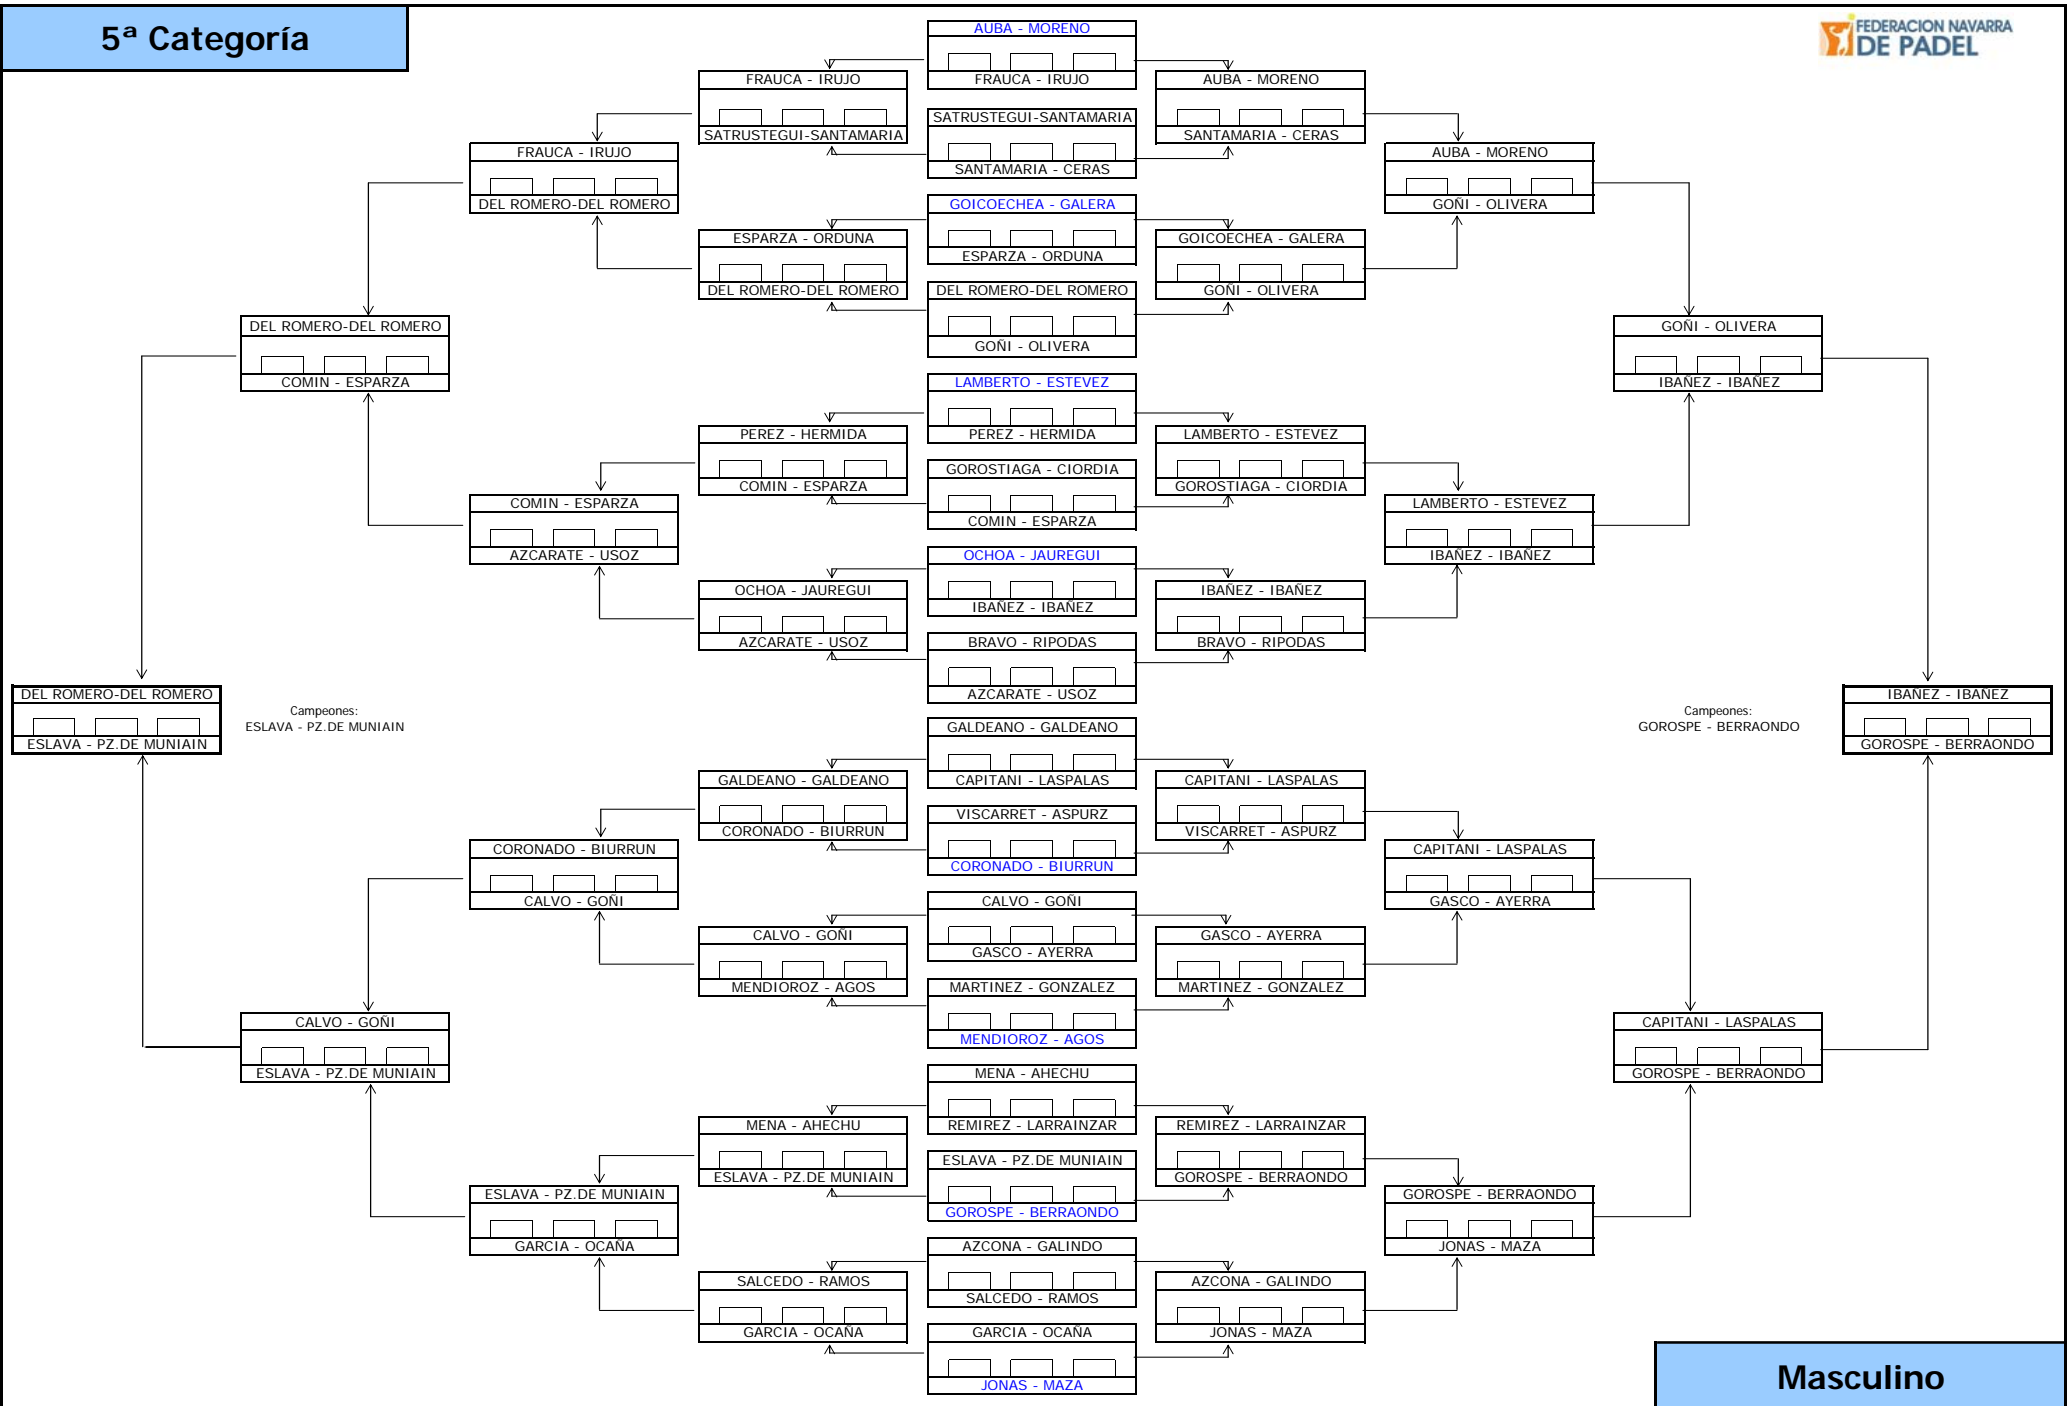 5ª Categoría
FEDERACION NAVARRA
DE PADEL
AUBA - MORENO
FRAUCA - IRUJO
SATRUSTEGUI-SANTAMARIA
SANTAMARIA - CERAS
GOICOECHEA - GALERA
ESPARZA - ORDUNA
DEL ROMERO-DEL ROMERO
GOÑI - OLIVERA
LAMBERTO - ESTEVEZ
PEREZ - HERMIDA
GOROSTIAGA - CIORDIA
COMIN - ESPARZA
OCHOA - JAUREGUI
IBAÑEZ - IBAÑEZ
BRAVO - RIPODAS
AZCARATE - USOZ
GALDEANO - GALDEANO
CAPITANI - LASPALAS
VISCARRET - ASPURZ
CORONADO - BIURRUN
CALVO - GOÑI
GASCO - AYERRA
MARTINEZ - GONZALEZ
MENDIOROZ - AGOS
MENA - AHECHU
REMIREZ - LARRAINZAR
ESLAVA - PZ.DE MUNIAIN
GOROSPE - BERRAONDO
AZCONA - GALINDO
SALCEDO - RAMOS
GARCIA - OCAÑA
JONAS - MAZA
FRAUCA - IRUJO
SATRUSTEGUI-SANTAMARIA
ESPARZA - ORDUNA
DEL ROMERO-DEL ROMERO
PEREZ - HERMIDA
COMIN - ESPARZA
OCHOA - JAUREGUI
AZCARATE - USOZ
GALDEANO - GALDEANO
CORONADO - BIURRUN
CALVO - GOÑI
MENDIOROZ - AGOS
MENA - AHECHU
ESLAVA - PZ.DE MUNIAIN
SALCEDO - RAMOS
GARCIA - OCAÑA
FRAUCA - IRUJO
DEL ROMERO-DEL ROMERO
COMIN - ESPARZA
AZCARATE - USOZ
CORONADO - BIURRUN
CALVO - GOÑI
ESLAVA - PZ.DE MUNIAIN
GARCIA - OCAÑA
DEL ROMERO-DEL ROMERO
COMIN - ESPARZA
CALVO - GOÑI
ESLAVA - PZ.DE MUNIAIN
DEL ROMERO-DEL ROMERO
ESLAVA - PZ.DE MUNIAIN
Campeones:
ESLAVA - PZ.DE MUNIAIN
AUBA - MORENO
SANTAMARIA - CERAS
GOICOECHEA - GALERA
GOÑI - OLIVERA
LAMBERTO - ESTEVEZ
GOROSTIAGA - CIORDIA
IBAÑEZ - IBAÑEZ
BRAVO - RIPODAS
CAPITANI - LASPALAS
VISCARRET - ASPURZ
GASCO - AYERRA
MARTINEZ - GONZALEZ
REMIREZ - LARRAINZAR
GOROSPE - BERRAONDO
AZCONA - GALINDO
JONAS - MAZA
AUBA - MORENO
GOÑI - OLIVERA
LAMBERTO - ESTEVEZ
IBAÑEZ - IBAÑEZ
CAPITANI - LASPALAS
GASCO - AYERRA
GOROSPE - BERRAONDO
JONAS - MAZA
GOÑI - OLIVERA
IBAÑEZ - IBAÑEZ
CAPITANI - LASPALAS
GOROSPE - BERRAONDO
Campeones:
GOROSPE - BERRAONDO
IBAÑEZ - IBAÑEZ
GOROSPE - BERRAONDO
Masculino